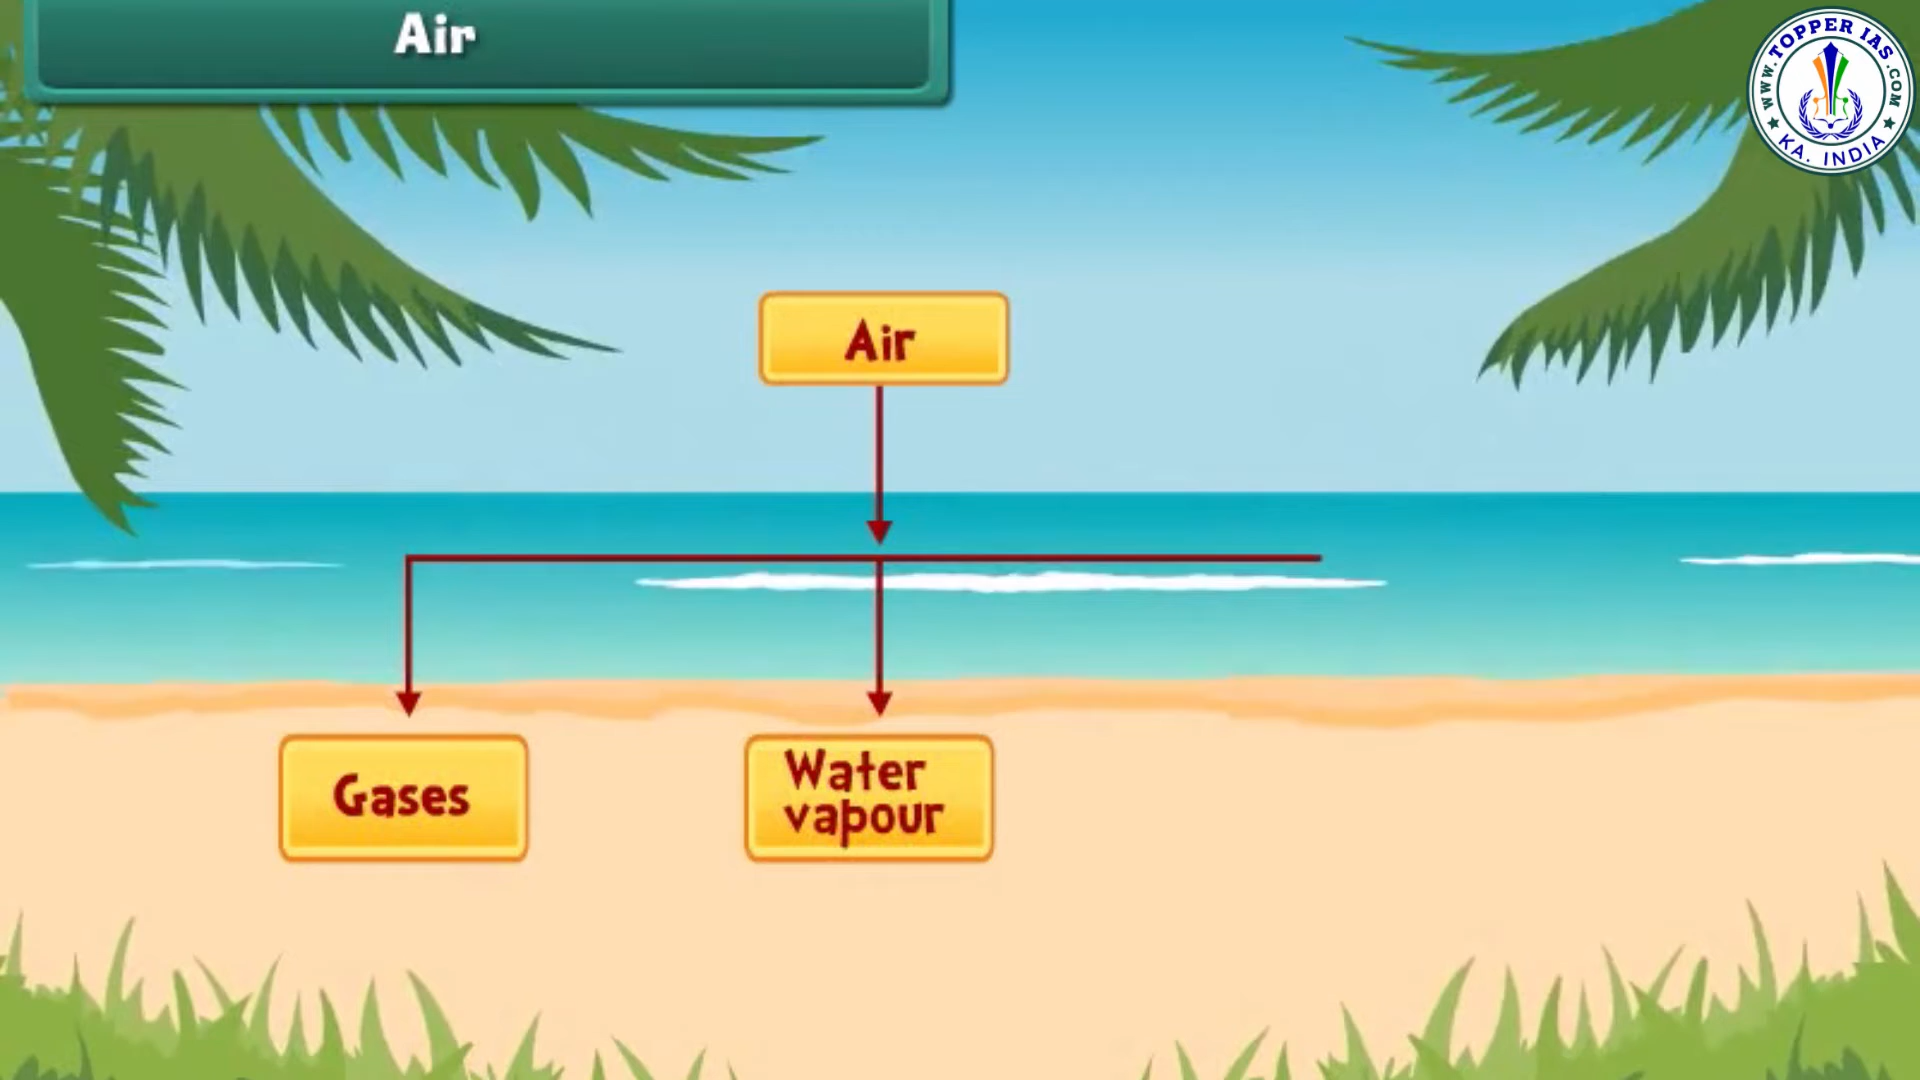 Air
WWW.TOPPER IAS.COM
KA. INDIA
Air
Gases
Water
vapour